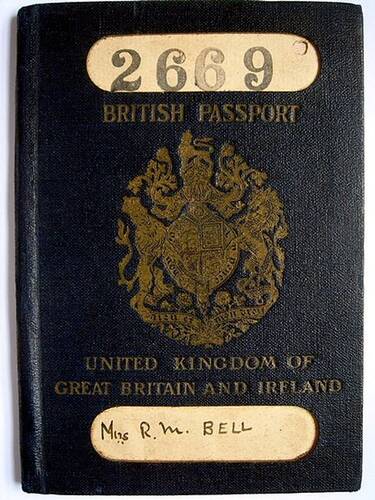 2669
BRITISH PASSPORT
UNITED KINGDOM OF
GREAT BRITAIN AND IRELAND
Mrs R. M. BELL